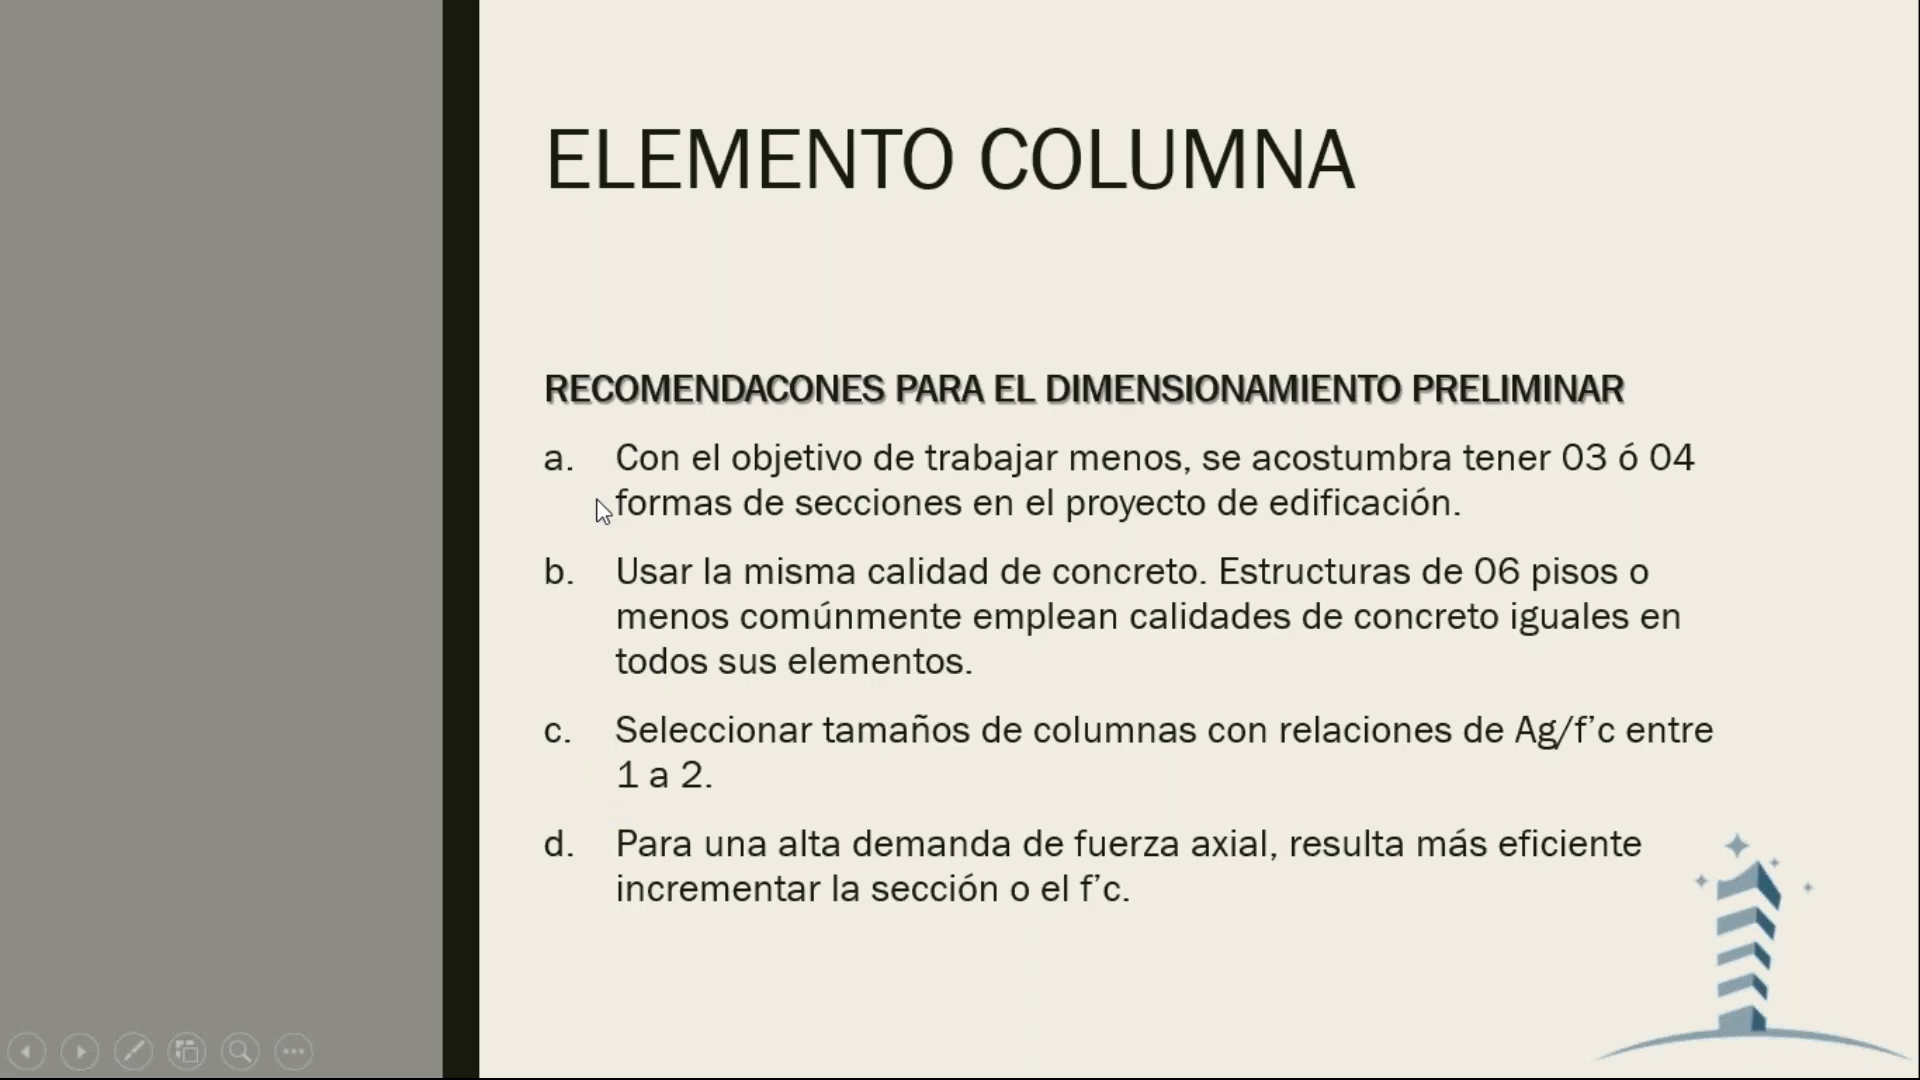 ELEMENTO COLUMNA
RECOMENDACONES PARA EL DIMENSIONAMIENTO PRELIMINAR
a. Con el objetivo de trabajar menos, se acostumbra tener 03 ó 04
formas de secciones en el proyecto de edificación.
b. Usar la misma calidad de concreto. Estructuras de 06 pisos o
menos comúnmente emplean calidades de concreto iguales en
todos sus elementos.
c. Seleccionar tamaños de columnas con relaciones de Ag/f’c entre
1 a 2.
d. Para una alta demanda de fuerza axial, resulta más eficiente
incrementar la sección o el f’c.